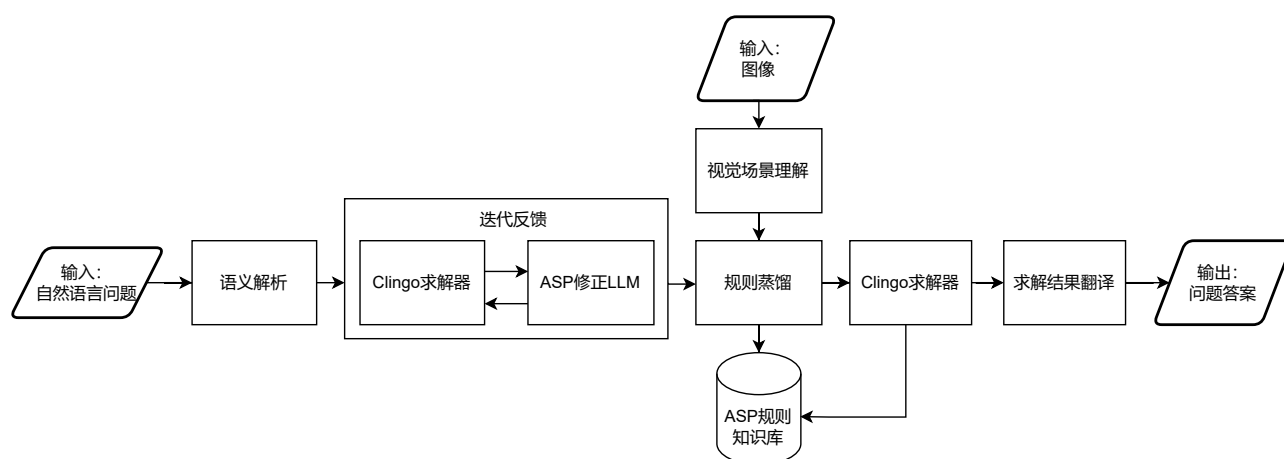 输入：
图像
视觉场景理解
迭代反馈
输入：
自然语言问题
语义解析
Clingo求解器
ASP修正LLM
规则蒸馏
Clingo求解器
求解结果翻译
输出：
问题答案
ASP规则
知识库